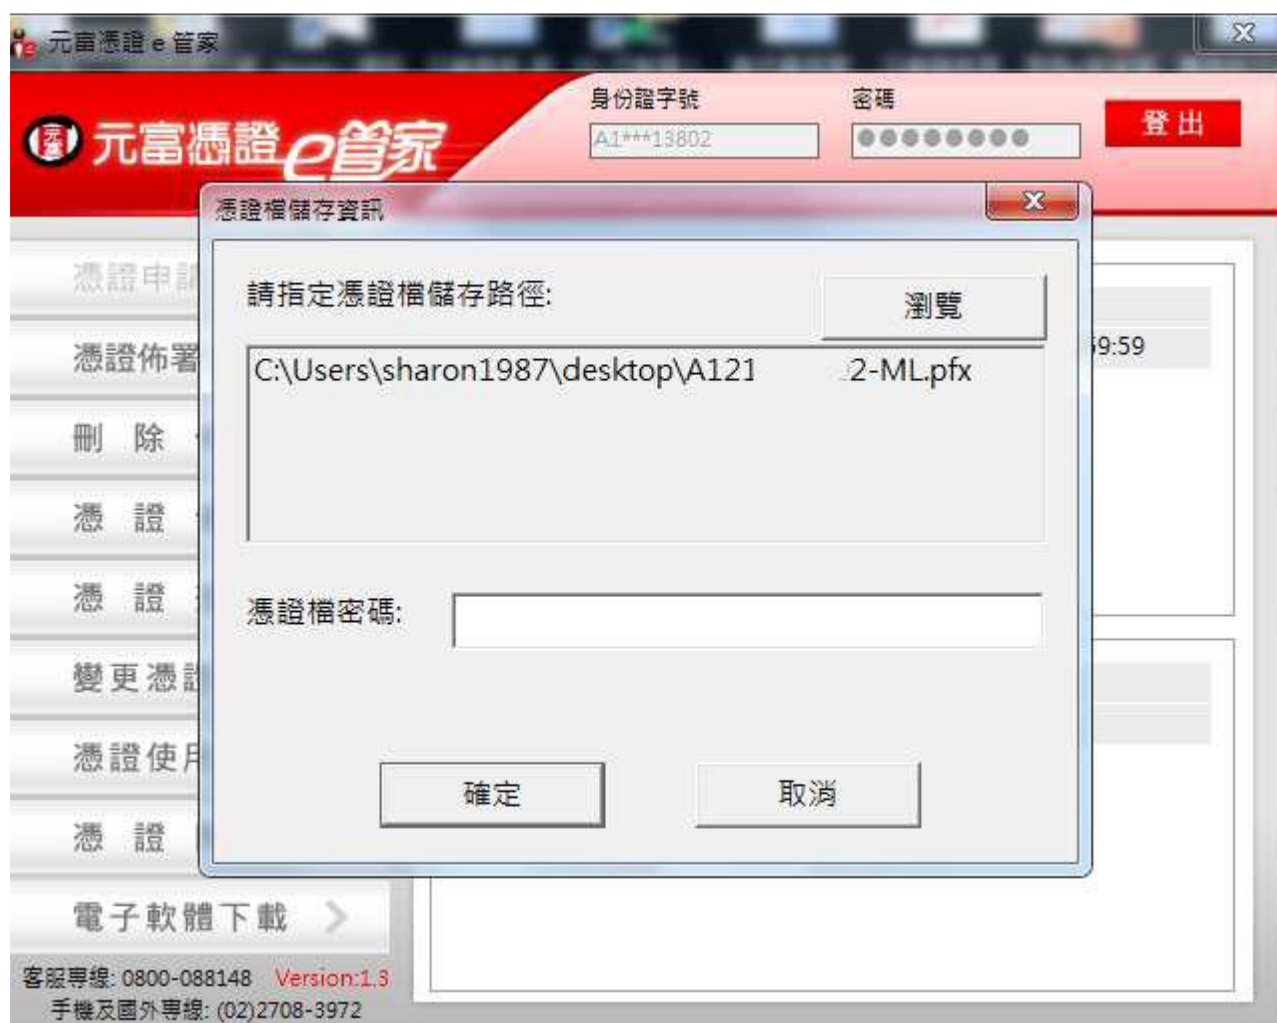 元富憑證 e 管家
身份證字號
密碼
元富
元富憑證e管家
A1***13802
●●●●●●●●
登出
憑證檔儲存資訊
請指定憑證檔儲存路徑:
瀏覽
C:\Users\sharon1987\desktop\A121 2-ML.pfx
憑證檔密碼:
確定
取消
憑證申請
憑證佈署
59:59
刪 除
憑 證
憑 證
變更憑證
憑證使用
憑 證
電子軟體下載
客服專線: 0800-088148 Version:1.3
手機及國外專線: (02)2708-3972